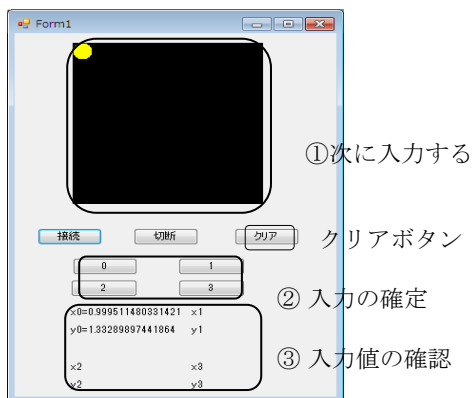 Form1
①次に入力する
接続 切断 クリア クリアボタン
0 1
2 3
② 入力の確定
x0=0.999511480331421 x1
y0=1.33289897441864 y1
③ 入力値の確認
x2 x3
y2 y3